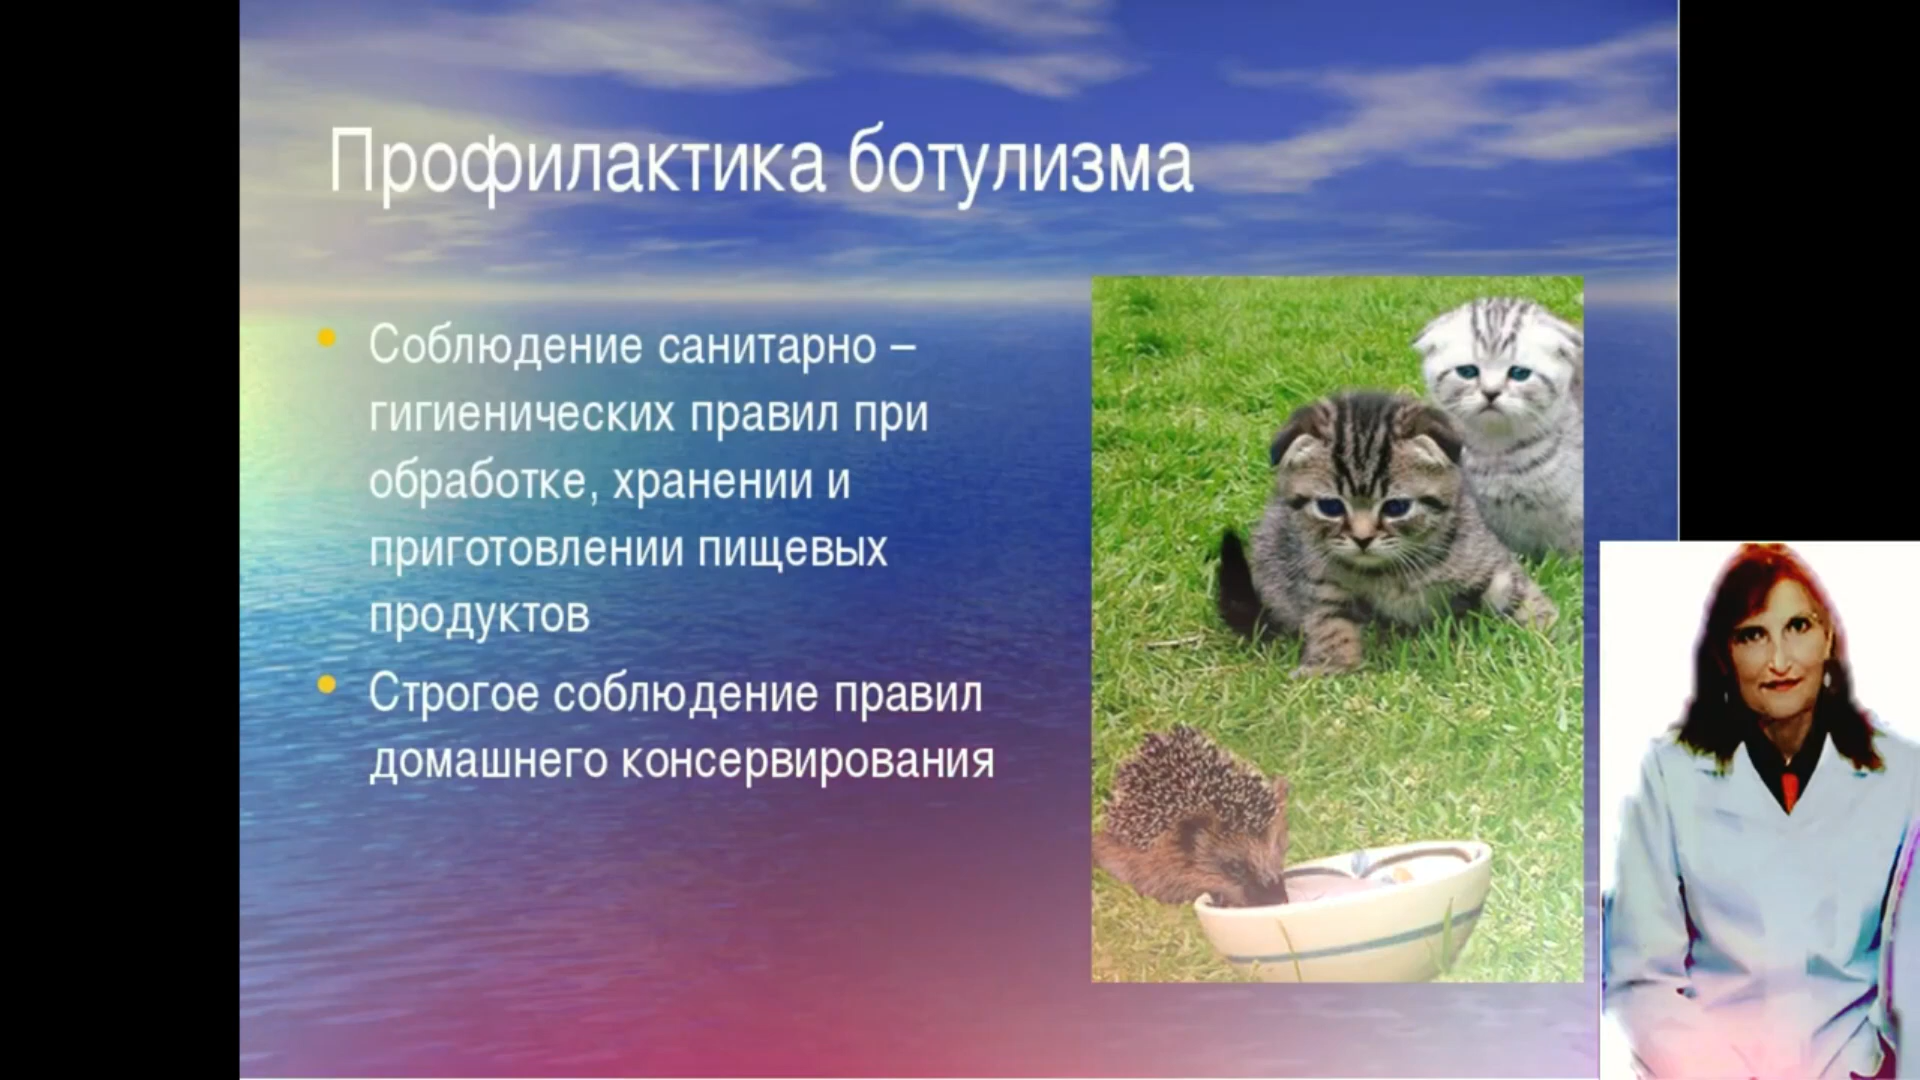 Профилактика ботулизма
Соблюдение санитарно –
гигиенических правил при
обработке, хранении и
приготовлении пищевых
продуктов
Строгое соблюдение правил
домашнего консервирования